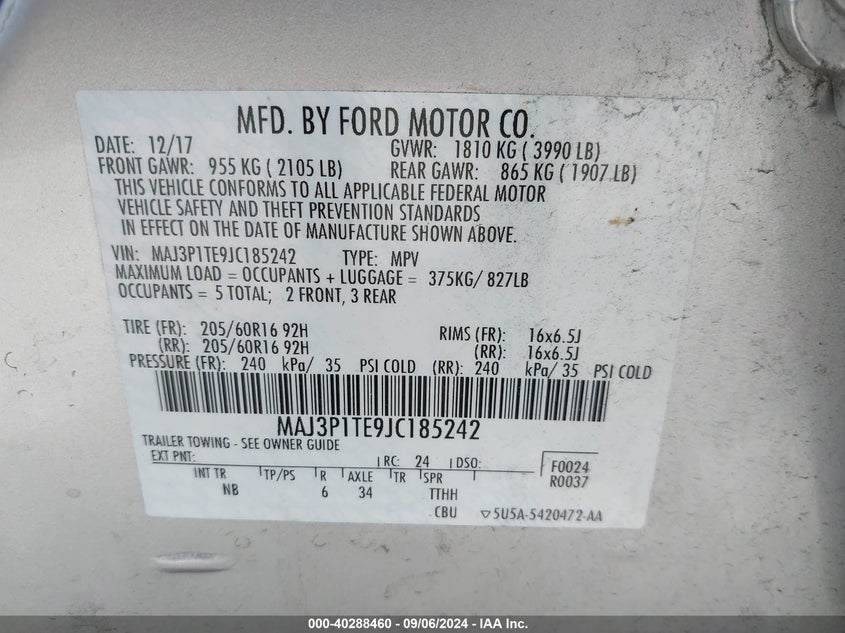 MFD. BY FORD MOTOR CO.
DATE: 12/17 GVWR: 1810 KG ( 3990 LB)
FRONT GAWR: 955 KG ( 2105 LB) REAR GAWR: 865 KG ( 1907 LB)
THIS VEHICLE CONFORMS TO ALL APPLICABLE FEDERAL MOTOR
VEHICLE SAFETY AND THEFT PREVENTION STANDARDS
IN EFFECT ON THE DATE OF MANUFACTURE SHOWN ABOVE.
VIN: MAJ3P1TE9JC185242 TYPE: MPV
MAXIMUM LOAD = OCCUPANTS + LUGGAGE = 375KG/ 827LB
OCCUPANTS = 5 TOTAL; 2 FRONT, 3 REAR
TIRE (FR): 205/60R16 92H RIMS (FR): 16x6.5J
(RR): 205/60R16 92H (RR): 16x6.5J
PRESSURE (FR): 240 kPa/ 35 PSI COLD (RR): 240 kPa/ 35 PSI COLD
MAJ3P1TE9JC185242
TRAILER TOWING - SEE OWNER GUIDE
EXT PNT: RC: 24 DSO: F0024
INT TR TP/PS R AXLE TR SPR R0037
NB 6 34 TTHH
CBU ▽5U5A-5420472-AA
000-40288460 - 09/06/2024 - IAA Inc.